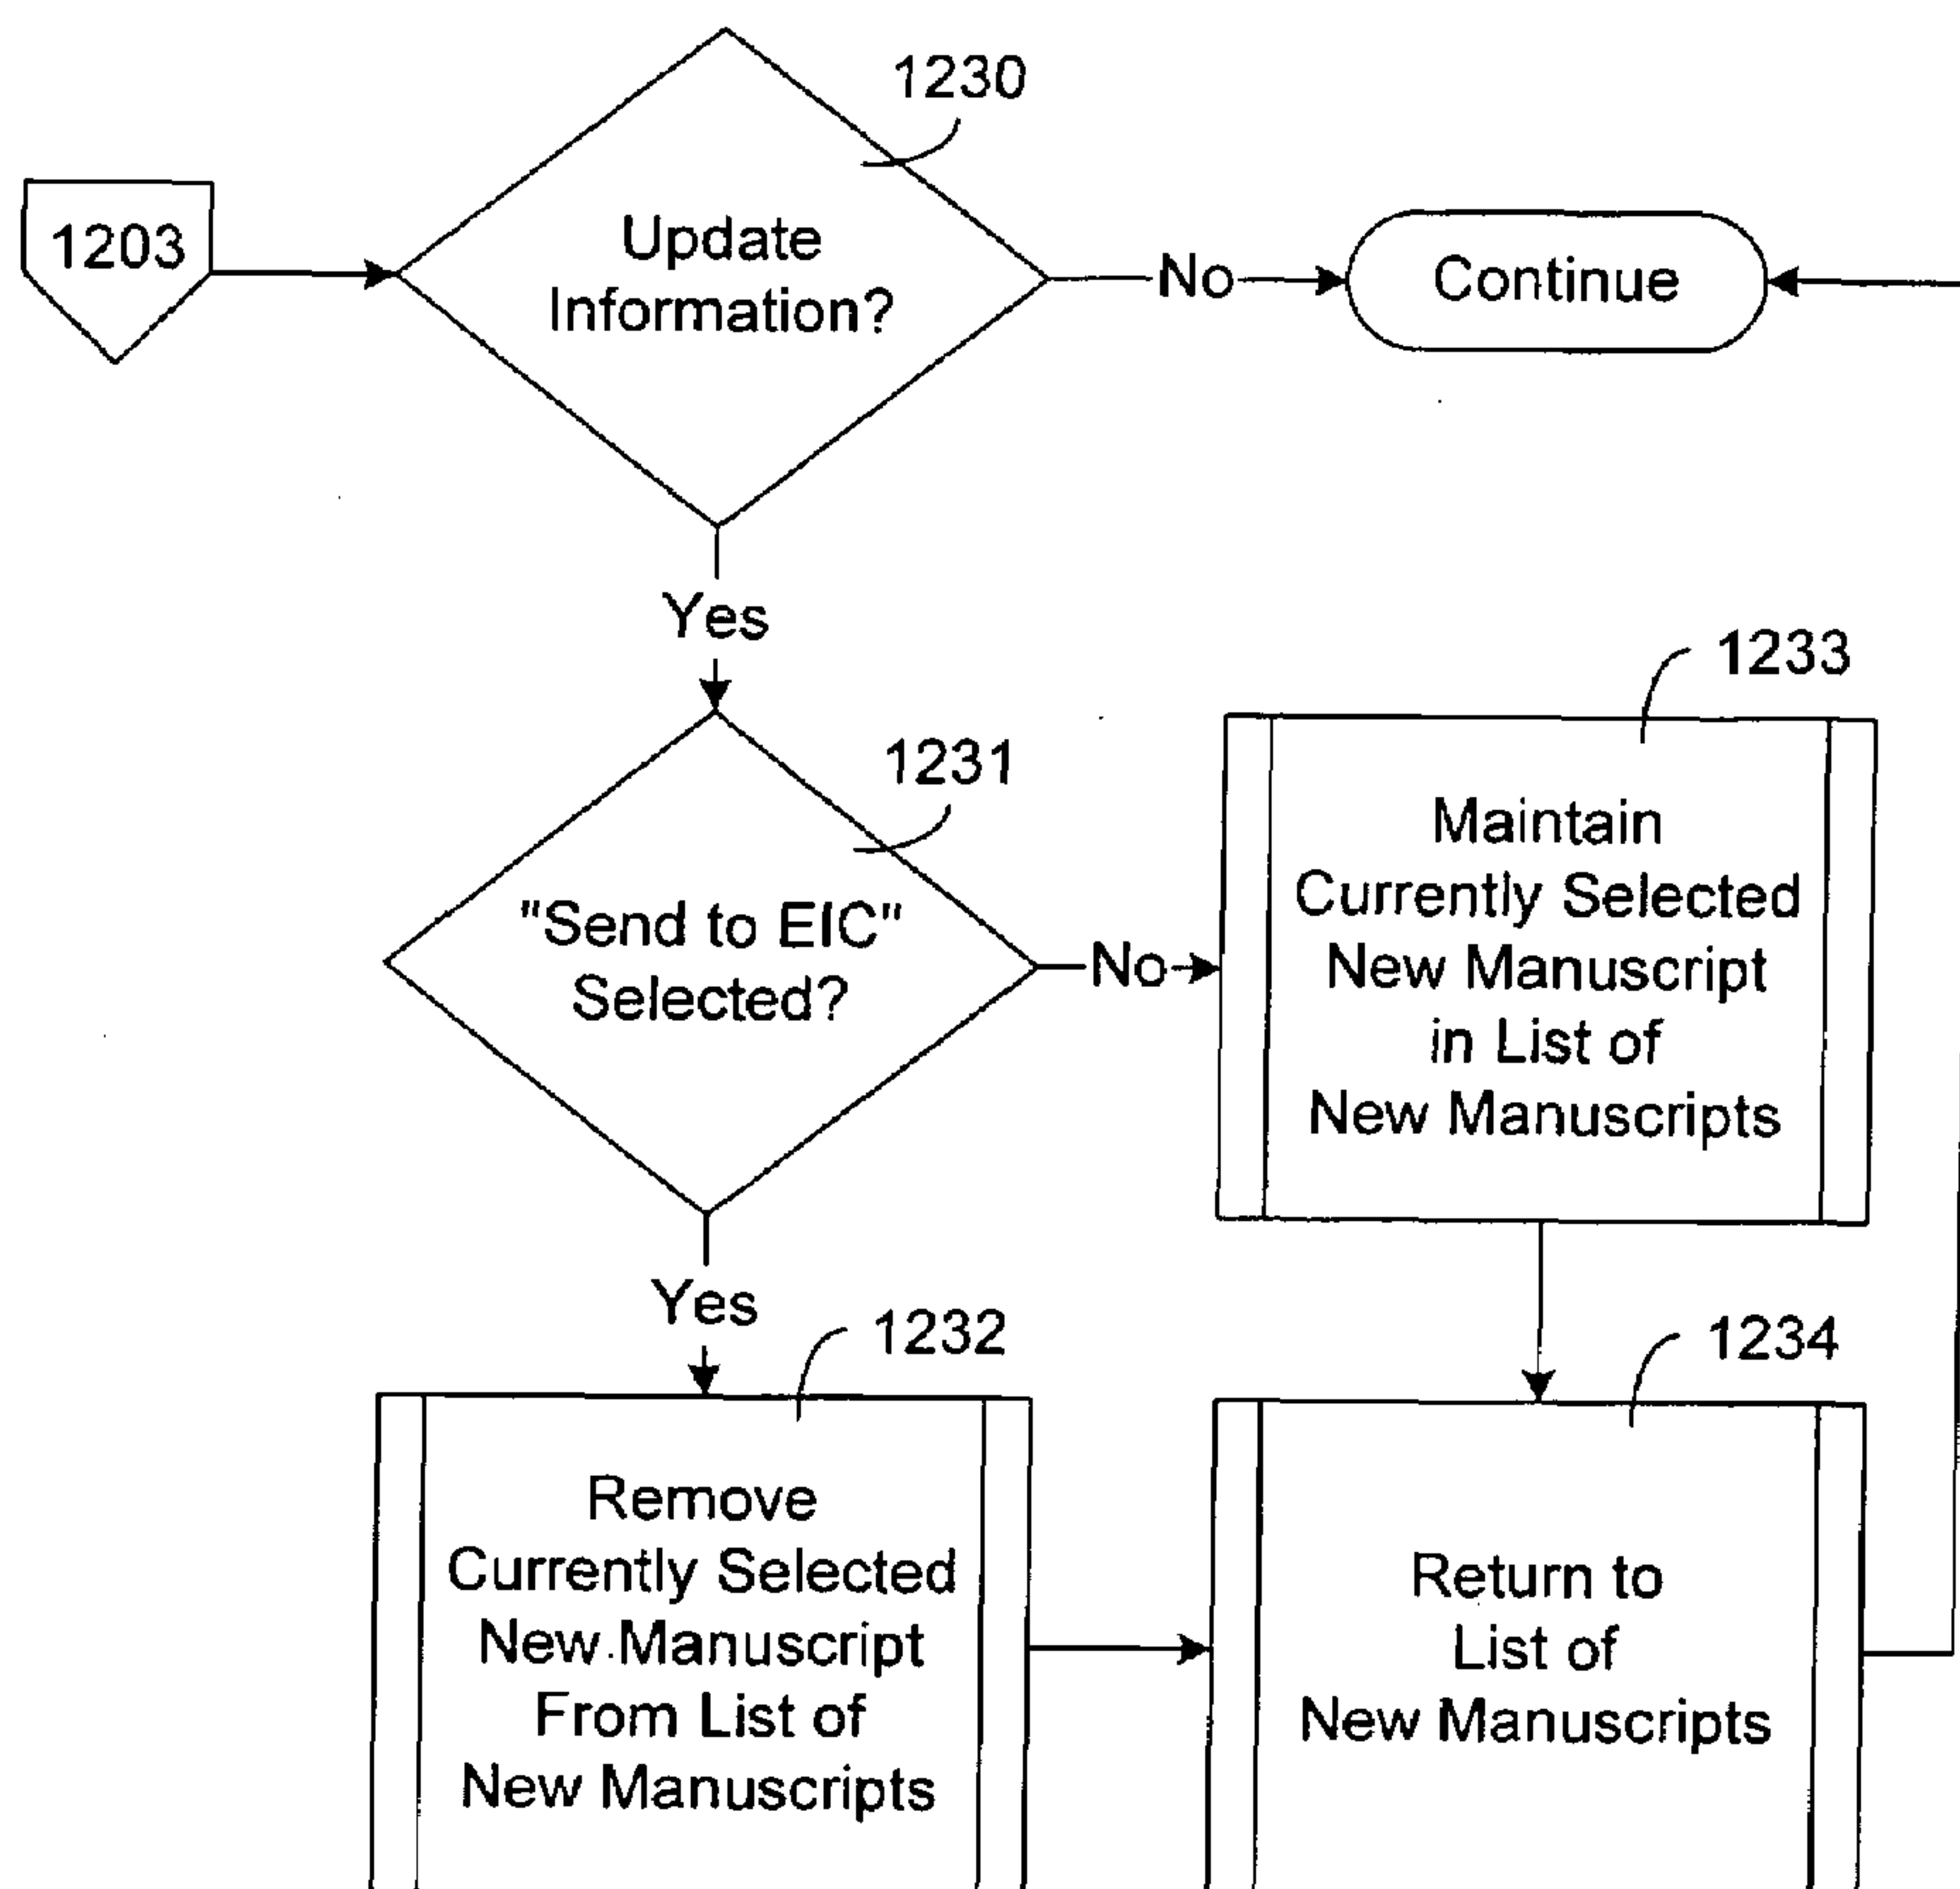 1230
1203
Update
Information?
No
Continue
Yes
1231
"Send to EIC"
Selected?
No
1233
Maintain
Currently Selected
New Manuscript
in List of
New Manuscripts
Yes
1232
Remove
Currently Selected
New Manuscript
From List of
New Manuscripts
1234
Return to
List of
New Manuscripts